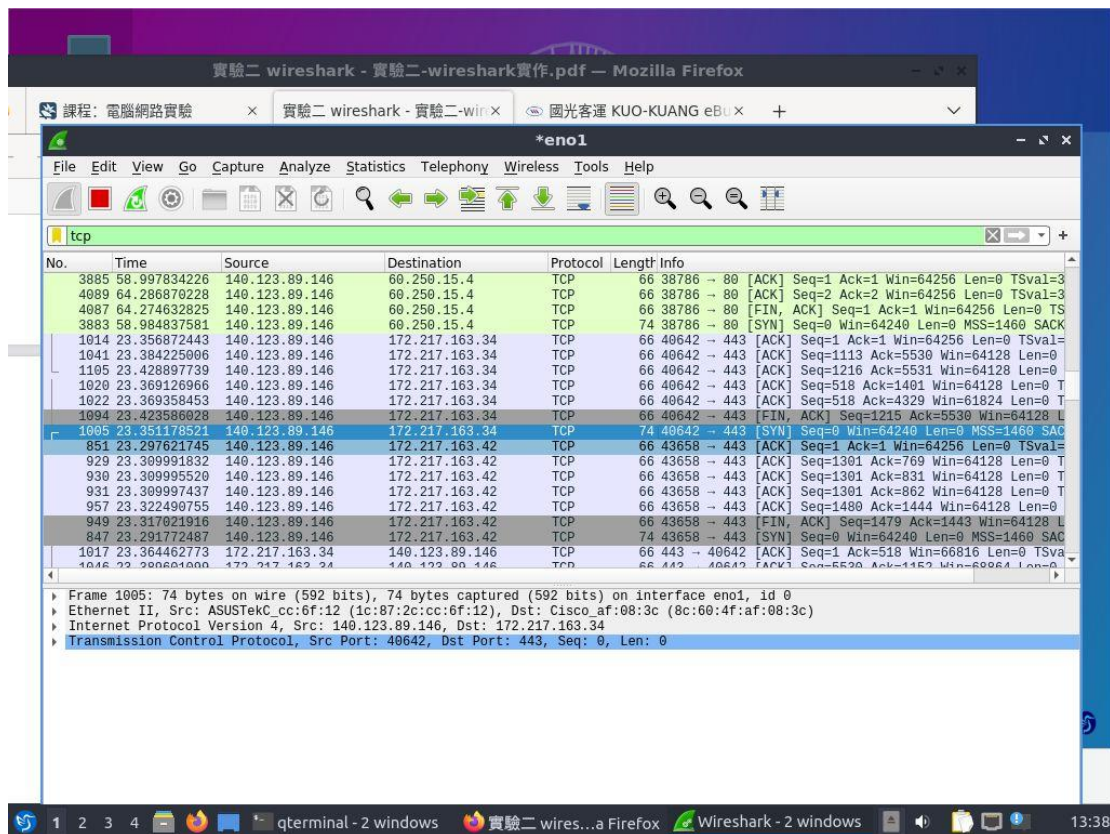 實驗二 wireshark - 實驗二-wireshark實作.pdf — Mozilla Firefox
課程：電腦網路實驗 × 實驗二 wireshark - 實驗二-wir × 國光客運 KUO-KUANG eBu × +
*eno1
File Edit View Go Capture Analyze Statistics Telephony Wireless Tools Help
tcp
No. Time Source Destination Protocol Length Info
3885 58.997834226 140.123.89.146 60.250.15.4 TCP 66 38786 → 80 [ACK] Seq=1 Ack=1 Win=64256 Len=0 TSval=3
4089 64.286870228 140.123.89.146 60.250.15.4 TCP 66 38786 → 80 [ACK] Seq=2 Ack=2 Win=64256 Len=0 TSval=3
4087 64.274632825 140.123.89.146 60.250.15.4 TCP 66 38786 → 80 [FIN, ACK] Seq=1 Ack=1 Win=64256 Len=0 TS
3883 58.984837581 140.123.89.146 60.250.15.4 TCP 74 38786 → 80 [SYN] Seq=0 Win=64240 Len=0 MSS=1460 SACK
1014 23.356872443 140.123.89.146 172.217.163.34 TCP 66 40642 → 443 [ACK] Seq=1 Ack=1 Win=64256 Len=0 TSval=
1041 23.384225006 140.123.89.146 172.217.163.34 TCP 66 40642 → 443 [ACK] Seq=1113 Ack=5530 Win=64128 Len=0
1105 23.428897739 140.123.89.146 172.217.163.34 TCP 66 40642 → 443 [ACK] Seq=1216 Ack=5531 Win=64128 Len=0
1020 23.369126966 140.123.89.146 172.217.163.34 TCP 66 40642 → 443 [ACK] Seq=518 Ack=1401 Win=64128 Len=0 T
1022 23.369358453 140.123.89.146 172.217.163.34 TCP 66 40642 → 443 [ACK] Seq=518 Ack=4329 Win=61824 Len=0 T
1094 23.423586028 140.123.89.146 172.217.163.34 TCP 66 40642 → 443 [FIN, ACK] Seq=1215 Ack=5530 Win=64128 L
1005 23.351178521 140.123.89.146 172.217.163.34 TCP 74 40642 → 443 [SYN] Seq=0 Win=64240 Len=0 MSS=1460 SAC
851 23.297621745 140.123.89.146 172.217.163.42 TCP 66 43658 → 443 [ACK] Seq=1 Ack=1 Win=64256 Len=0 TSval=
929 23.309991832 140.123.89.146 172.217.163.42 TCP 66 43658 → 443 [ACK] Seq=1301 Ack=769 Win=64128 Len=0 T
930 23.309995520 140.123.89.146 172.217.163.42 TCP 66 43658 → 443 [ACK] Seq=1301 Ack=831 Win=64128 Len=0 T
931 23.309997437 140.123.89.146 172.217.163.42 TCP 66 43658 → 443 [ACK] Seq=1301 Ack=862 Win=64128 Len=0 T
957 23.322490755 140.123.89.146 172.217.163.42 TCP 66 43658 → 443 [ACK] Seq=1480 Ack=1444 Win=64128 Len=0
949 23.317021916 140.123.89.146 172.217.163.42 TCP 66 43658 → 443 [FIN, ACK] Seq=1479 Ack=1443 Win=64128 L
847 23.291772487 140.123.89.146 172.217.163.42 TCP 74 43658 → 443 [SYN] Seq=0 Win=64240 Len=0 MSS=1460 SAC
1017 23.364462773 172.217.163.34 140.123.89.146 TCP 66 443 → 40642 [ACK] Seq=1 Ack=518 Win=66816 Len=0 TSva
Frame 1005: 74 bytes on wire (592 bits), 74 bytes captured (592 bits) on interface eno1, id 0
Ethernet II, Src: ASUSTekC_cc:6f:12 (1c:87:2c:cc:6f:12), Dst: Cisco_af:08:3c (8c:60:4f:af:08:3c)
Internet Protocol Version 4, Src: 140.123.89.146, Dst: 172.217.163.34
Transmission Control Protocol, Src Port: 40642, Dst Port: 443, Seq: 0, Len: 0
1 2 3 4 qterminal - 2 windows 實驗二 wires…a Firefox Wireshark - 2 windows 13:38